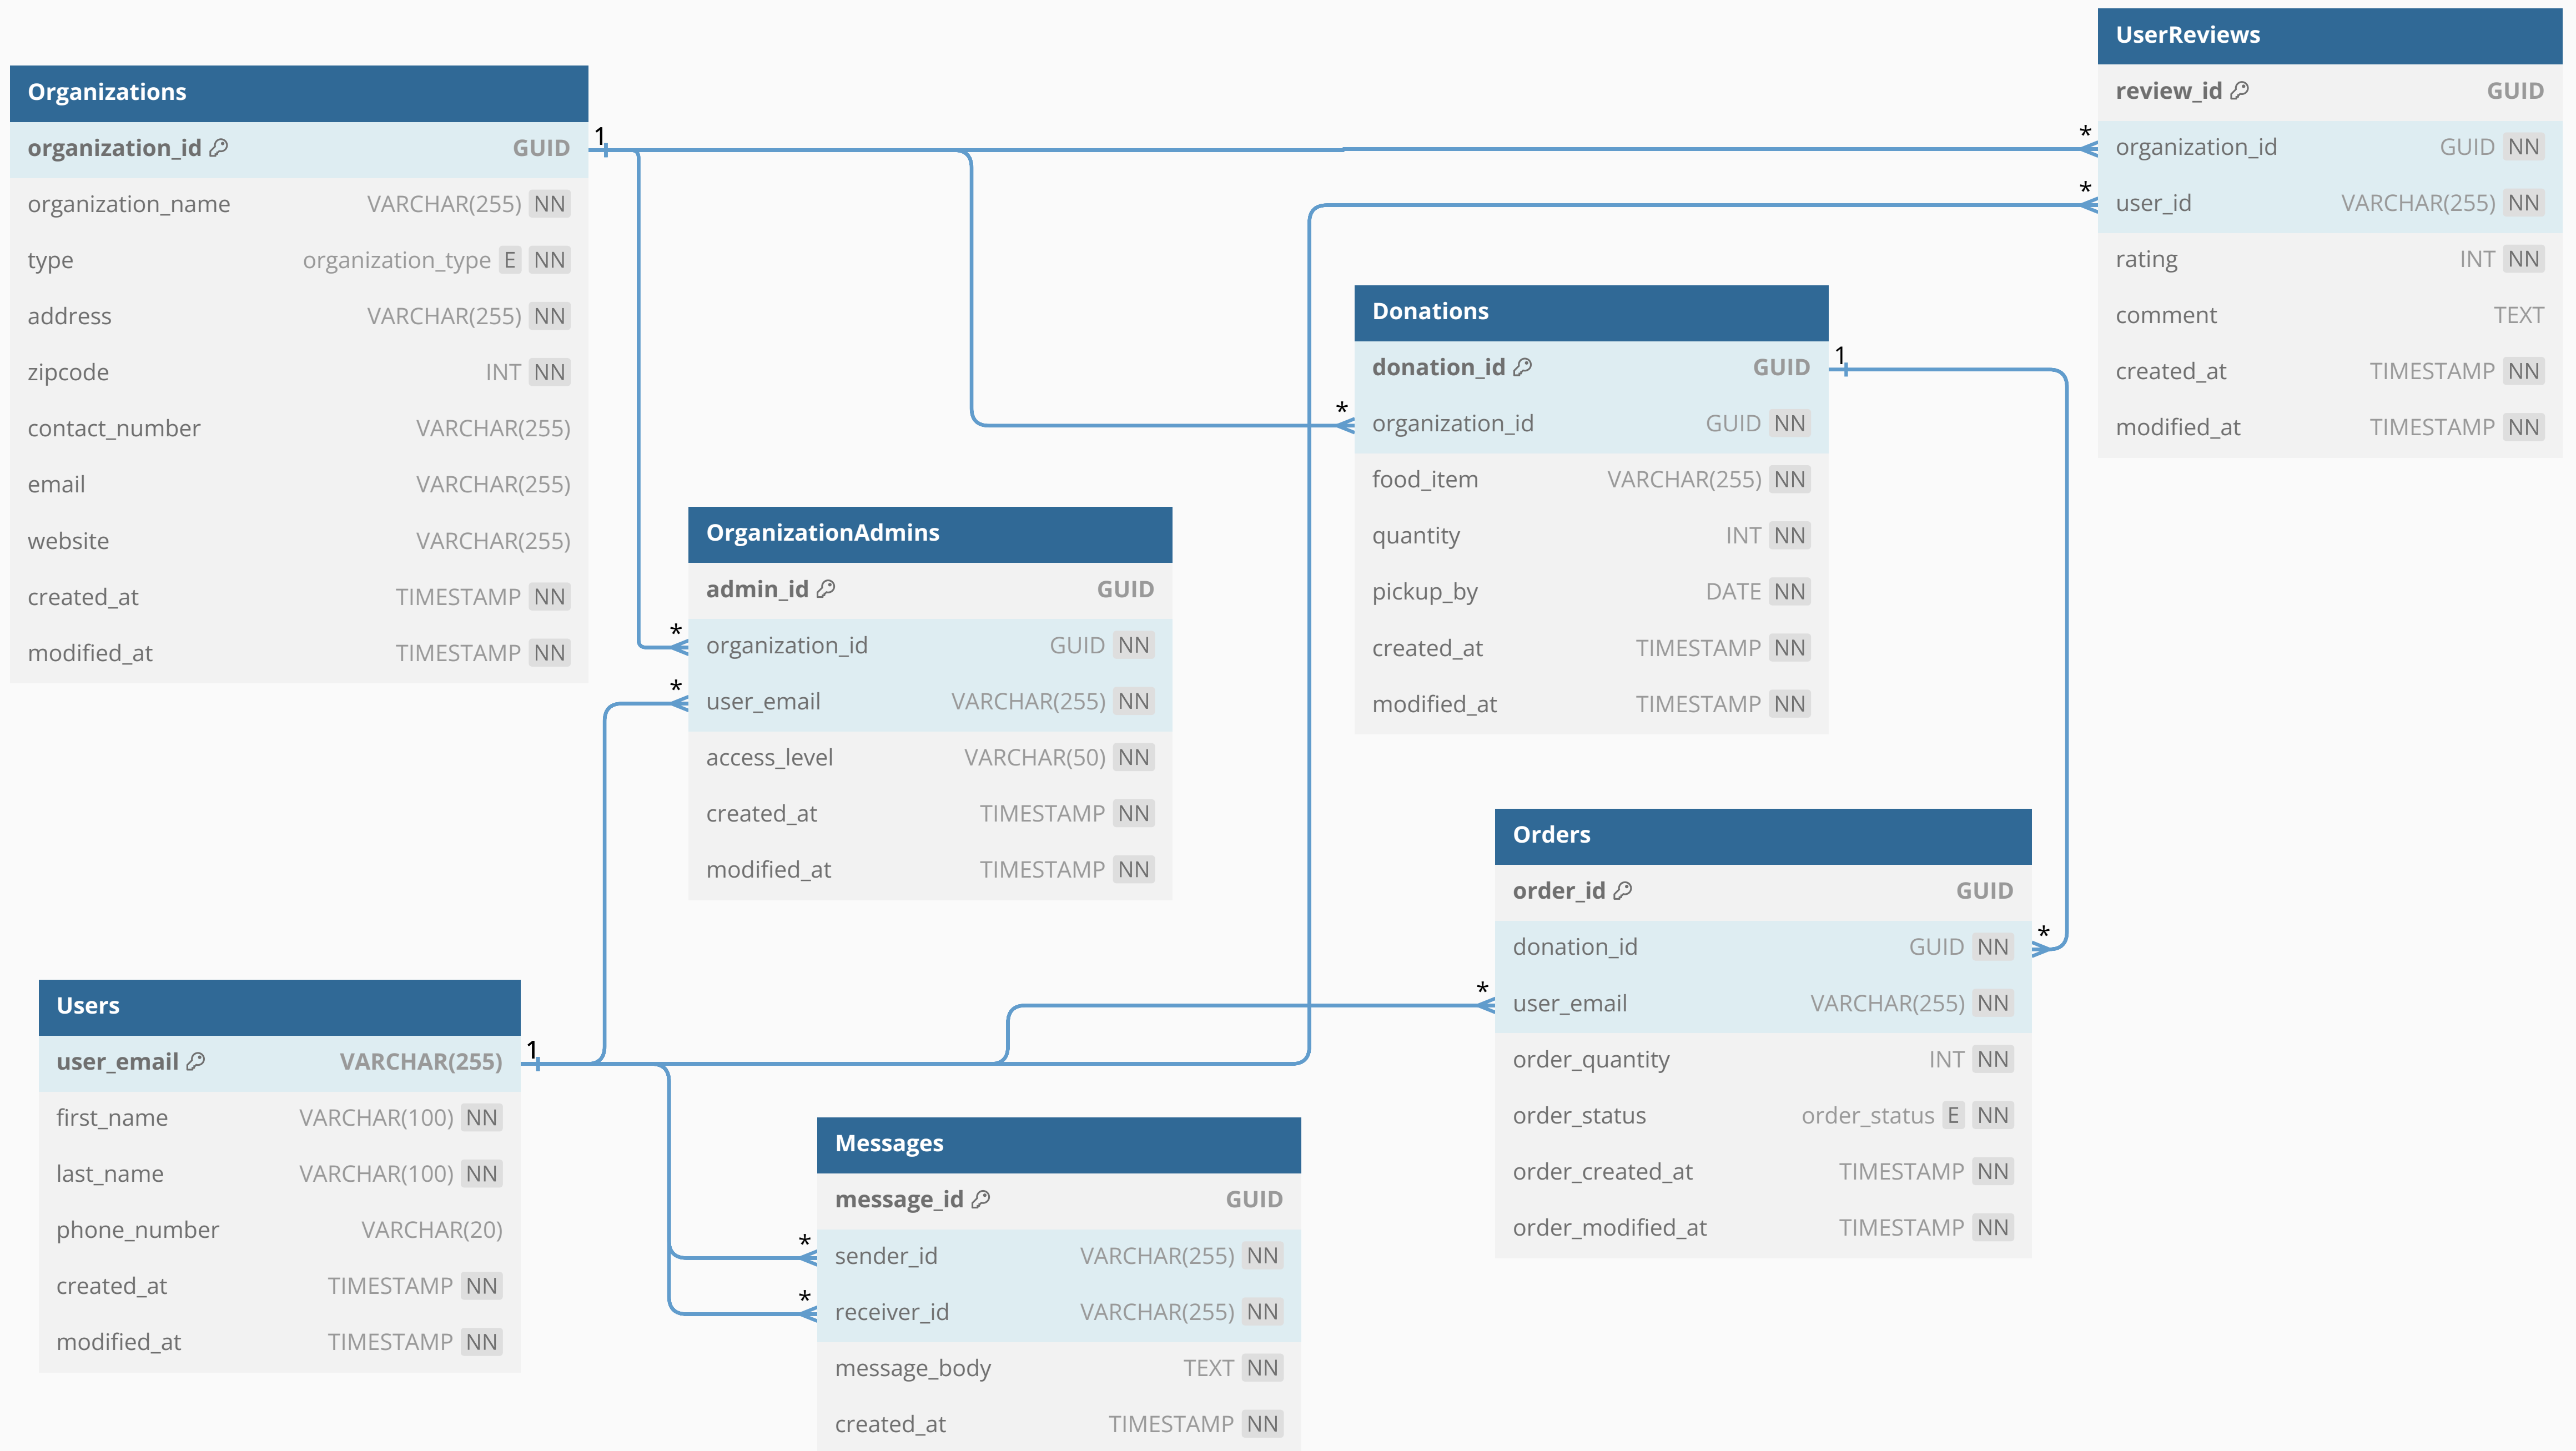 Organizations
organization_id GUID
organization_name VARCHAR(255) NN
type organization_type E NN
address VARCHAR(255) NN
zipcode INT NN
contact_number VARCHAR(255)
email VARCHAR(255)
website VARCHAR(255)
created_at TIMESTAMP NN
modified_at TIMESTAMP NN
1
*
*
UserReviews
review_id GUID
organization_id GUID NN
user_id VARCHAR(255) NN
rating INT NN
comment TEXT
created_at TIMESTAMP NN
modified_at TIMESTAMP NN
Donations
donation_id GUID
organization_id GUID NN
food_item VARCHAR(255) NN
quantity INT NN
pickup_by DATE NN
created_at TIMESTAMP NN
modified_at TIMESTAMP NN
1
*
OrganizationAdmins
admin_id GUID
organization_id GUID NN
user_email VARCHAR(255) NN
access_level VARCHAR(50) NN
created_at TIMESTAMP NN
modified_at TIMESTAMP NN
*
*
Orders
order_id GUID
donation_id GUID NN
user_email VARCHAR(255) NN
order_quantity INT NN
order_status order_status E NN
order_created_at TIMESTAMP NN
order_modified_at TIMESTAMP NN
*
*
Users
user_email VARCHAR(255)
first_name VARCHAR(100) NN
last_name VARCHAR(100) NN
phone_number VARCHAR(20)
created_at TIMESTAMP NN
modified_at TIMESTAMP NN
1
Messages
message_id GUID
sender_id VARCHAR(255) NN
receiver_id VARCHAR(255) NN
message_body TEXT NN
created_at TIMESTAMP NN
*
*